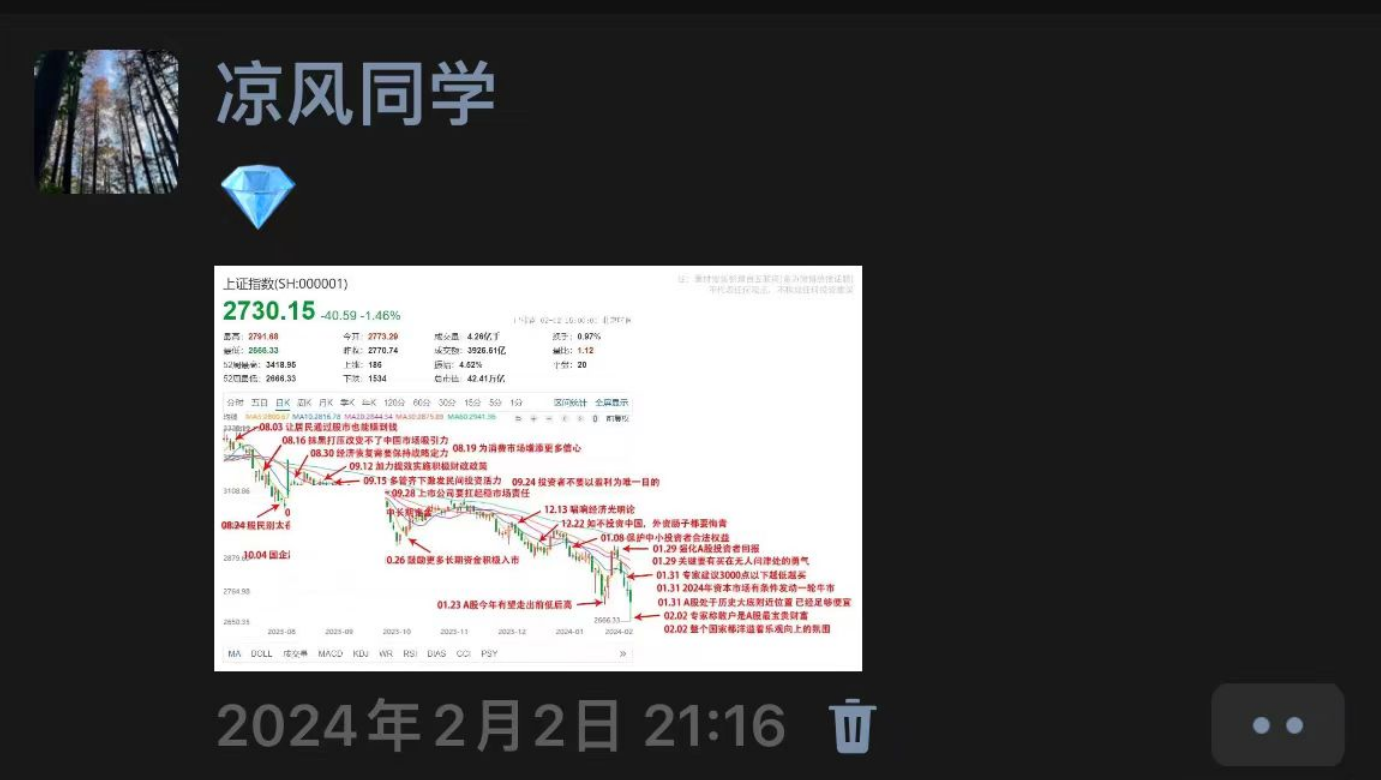 凉风同学
上证指数(SH:000001)
2730.15 -40.59 -1.46%
最高: 2791.68 今开: 2773.29 成交量: 4.26亿手 换手: 0.97%
最低: 2666.33 昨收: 2770.74 成交额: 3926.61亿 量比: 1.12
52周最高: 3418.95 上涨: 186 振幅: 4.52% 平盘: 20
52周最低: 2666.33 下跌: 1534 总市值: 42.41万亿
分时 五日 日K 周K 月K 季K 年K 120分 60分 30分 15分 5分 1分 区间统计 全屏显示
MA10:2816.78 MA20:2844.54 MA30:2875.89 MA60:2941.36 前复权
08.03 让居民通过股市也能赚到钱
08.16 抹黑打压改变不了中国市场吸引力
08.19 为消费市场增添更多信心
08.30 经济恢复需要保持战略定力
09.12 加力提效实施积极财政政策
09.15 多管齐下激发民间投资活力
09.24 投资者不要以盈利为唯一目的
3108.86
09.28 上市公司要扛起稳市场责任
12.13 唱响经济光明论
08.24 股民别太
12.22 如不投资中国，外资肠子都要悔青
01.08 保护中小投资者合法权益
01.29 强化A股投资者回报
10.04 国企
0.26 鼓励更多长期资金积极入市
01.29 关键要有买在无人问津处的勇气
01.31 专家建议3000点以下越低越买
2764.98
01.31 2024年资本市场有条件发动一轮牛市
01.23 A股今年有望走出前低后高
01.31 A股处于历史大底附近位置 已经足够便宜
02.02 专家称散户是A股最宝贵财富
2650.35
2666.33
02.02 整个国家都洋溢着乐观向上的氛围
2023-08 2023-09 2023-10 2023-11 2023-12 2024-01 2024-02
MA BOLL 成交量 MACD KDJ WR RSI BIAS CCI PSY »
2024年2月2日 21:16